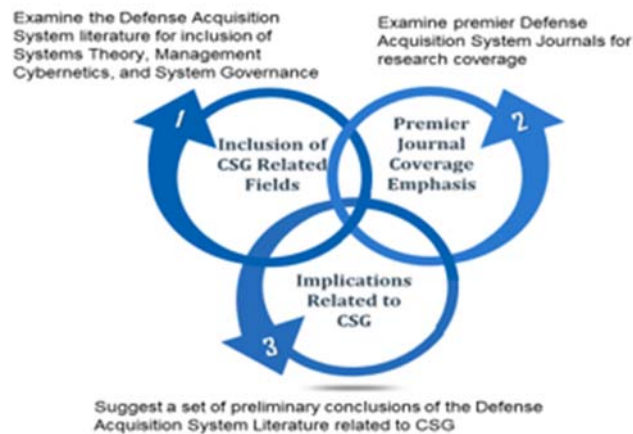 Examine the Defense Acquisition
System literature for inclusion of
Systems Theory, Management
Cybernetics, and System Governance
Examine premier Defense
Acquisition System Journals for
research coverage
1
Inclusion of
CSG Related
Fields
2
Premier
Journal
Coverage
Emphasis
Implications
Related to
CSG
3
Suggest a set of preliminary conclusions of the Defense
Acquisition System Literature related to CSG